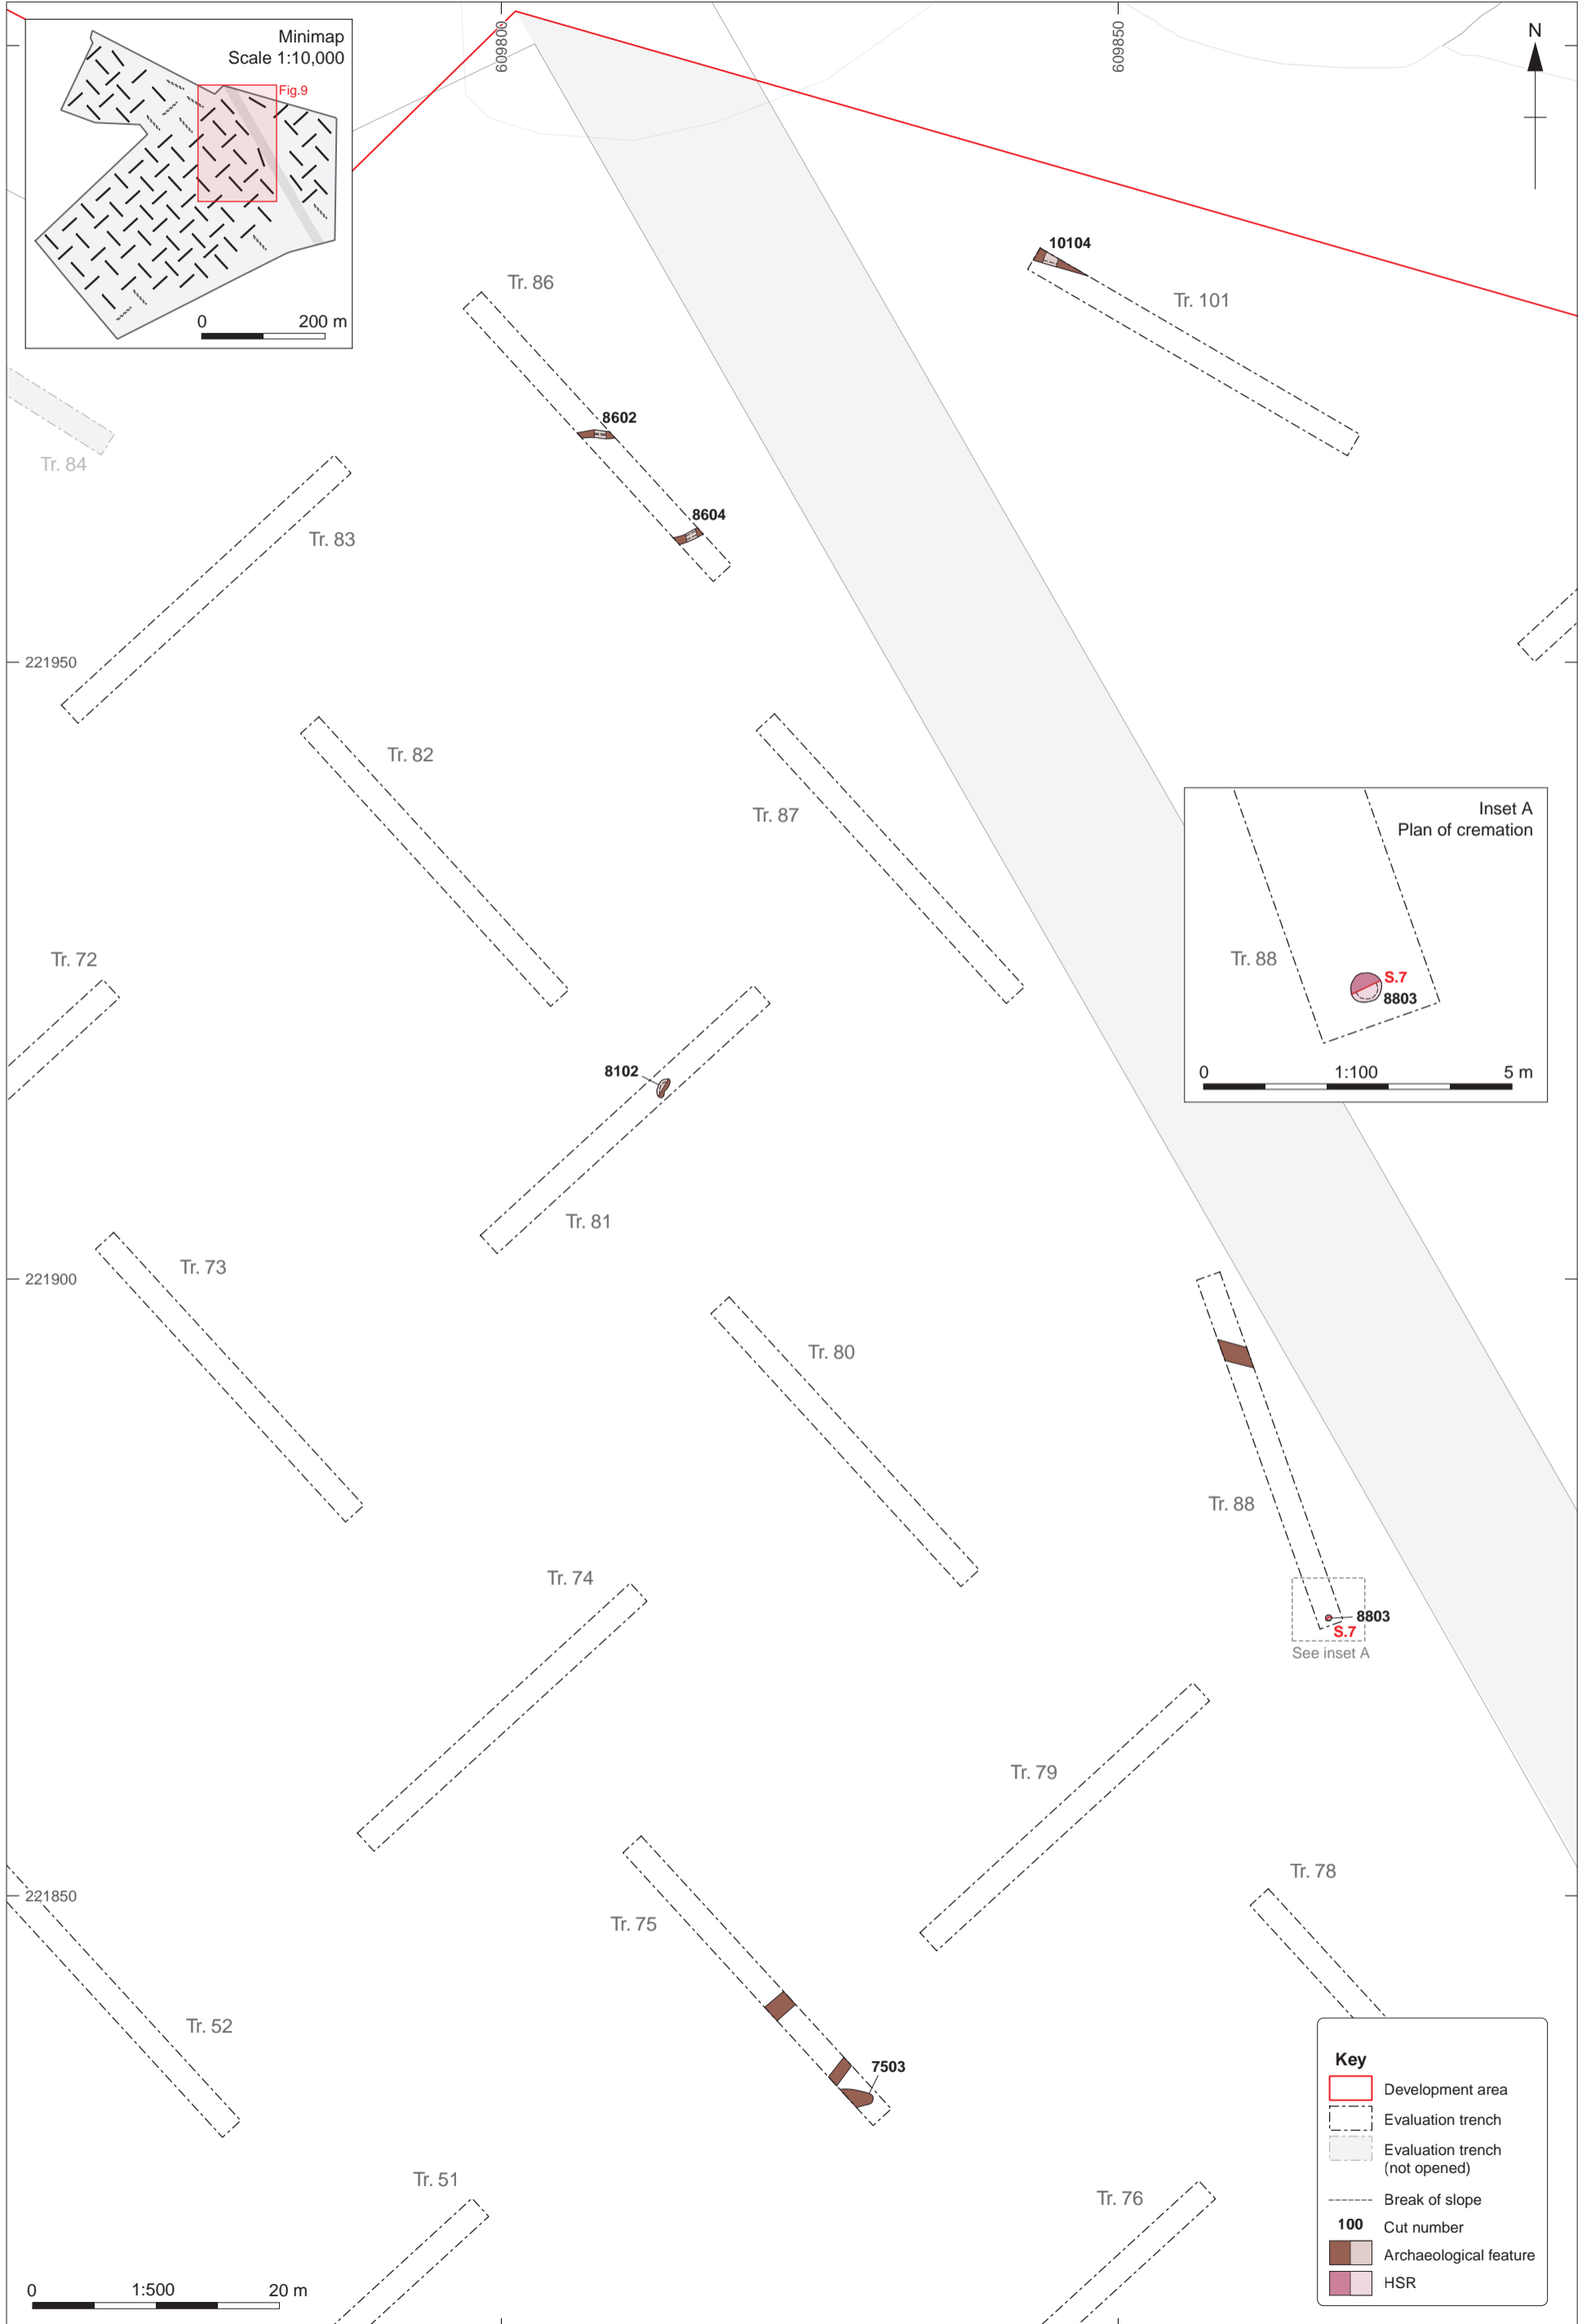 Minimap
Scale 1:10,000
Fig.9
0 200 m
609800
609850
N
10104
Tr. 101
Tr. 86
8602
8604
Tr. 84
Tr. 83
221950
Tr. 82
Tr. 87
Inset A
Plan of cremation
Tr. 88
S.7
8803
0 1:100 5 m
Tr. 72
8102
Tr. 81
Tr. 73
221900
Tr. 80
Tr. 88
8803
S.7
See inset A
Tr. 74
Tr. 79
Tr. 78
221850
Tr. 75
7503
Tr. 52
Tr. 51
Tr. 76
Key
Development area
Evaluation trench
Evaluation trench
(not opened)
Break of slope
100 Cut number
Archaeological feature
HSR
0 1:500 20 m